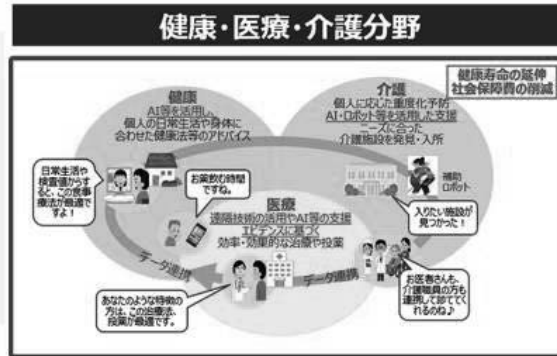 健康・医療・介護分野
健康寿命の延伸
社会保障費の削減
健康
AI等を活用し、
個人の日常生活や身体に
合わせた健康法等のアドバイス
介護
個人に応じた重度化予防
AI・ロボット等を活用した支援
ニーズに合った
介護施設を発見・入所
日常生活や
検査値からす
ると、この食事
療法が最適で
すよ!
お薬飲む時間
ですね。
補助
ロボット
入りたい施設が
見つかった!
医療
遠隔技術の活用やAI等の支援
エビデンスに基づく
効率・効果的な治療や投薬
データ連携
データ連携
あなたのような特徴の
方は、この治療法、
投薬が最適です。
お医者さんも、
介護職員の方も
連携して診ててく
れるのね♪